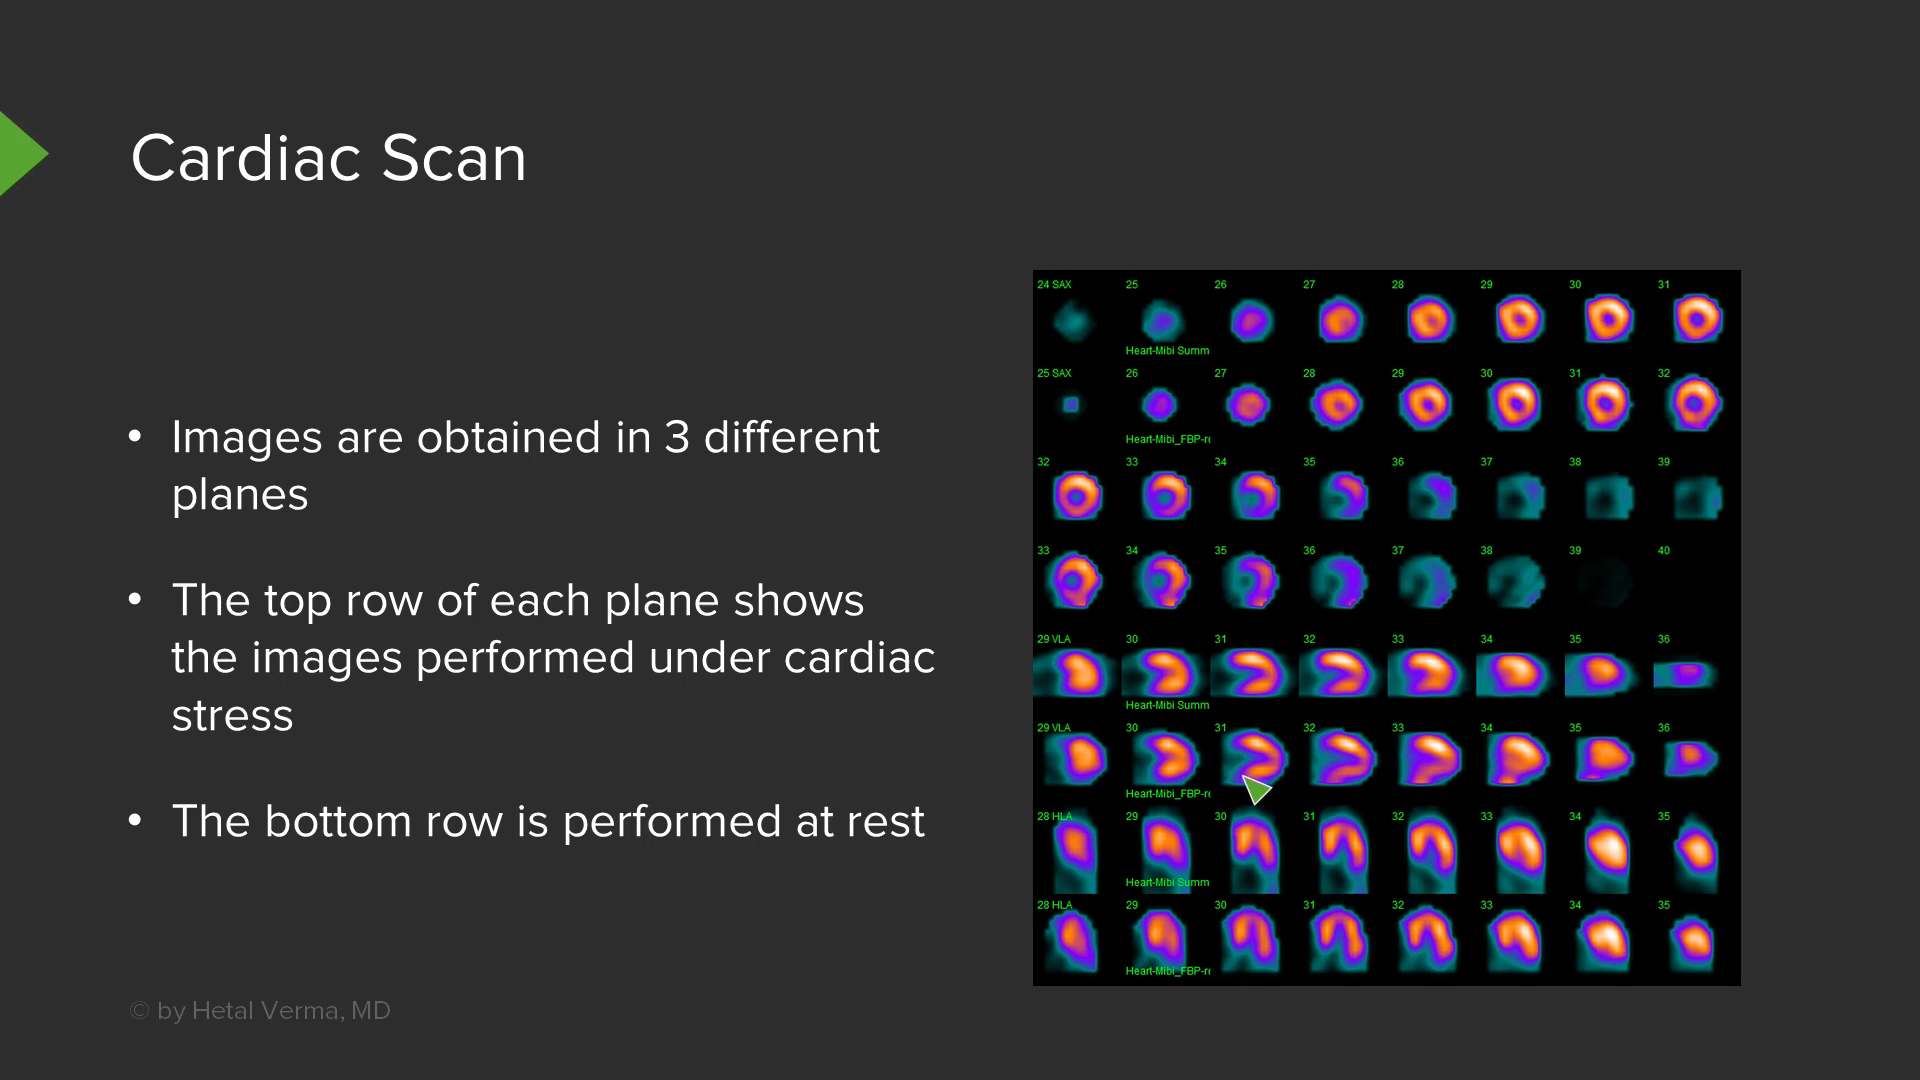 Cardiac Scan
• Images are obtained in 3 different
planes
• The top row of each plane shows
the images performed under cardiac
stress
• The bottom row is performed at rest
24 SAX 25 26 27 28 29 30 31
Heart-Mibi Summ
25 SAX 26 27 28 29 30 31 32
Heart-Mibi_FBP-r
32 33 34 35 36 37 38 39
33 34 35 36 37 38 39 40
29 VLA 30 31 32 33 34 35 36
Heart-Mibi Summ
29 VLA 30 31 32 33 34 35 36
Heart-Mibi_FBP-r
28 HLA 29 30 31 32 33 34 35
Heart-Mibi Summ
28 HLA 29 30 31 32 33 34 35
Heart-Mibi_FBP-r
© by Hetal Verma, MD